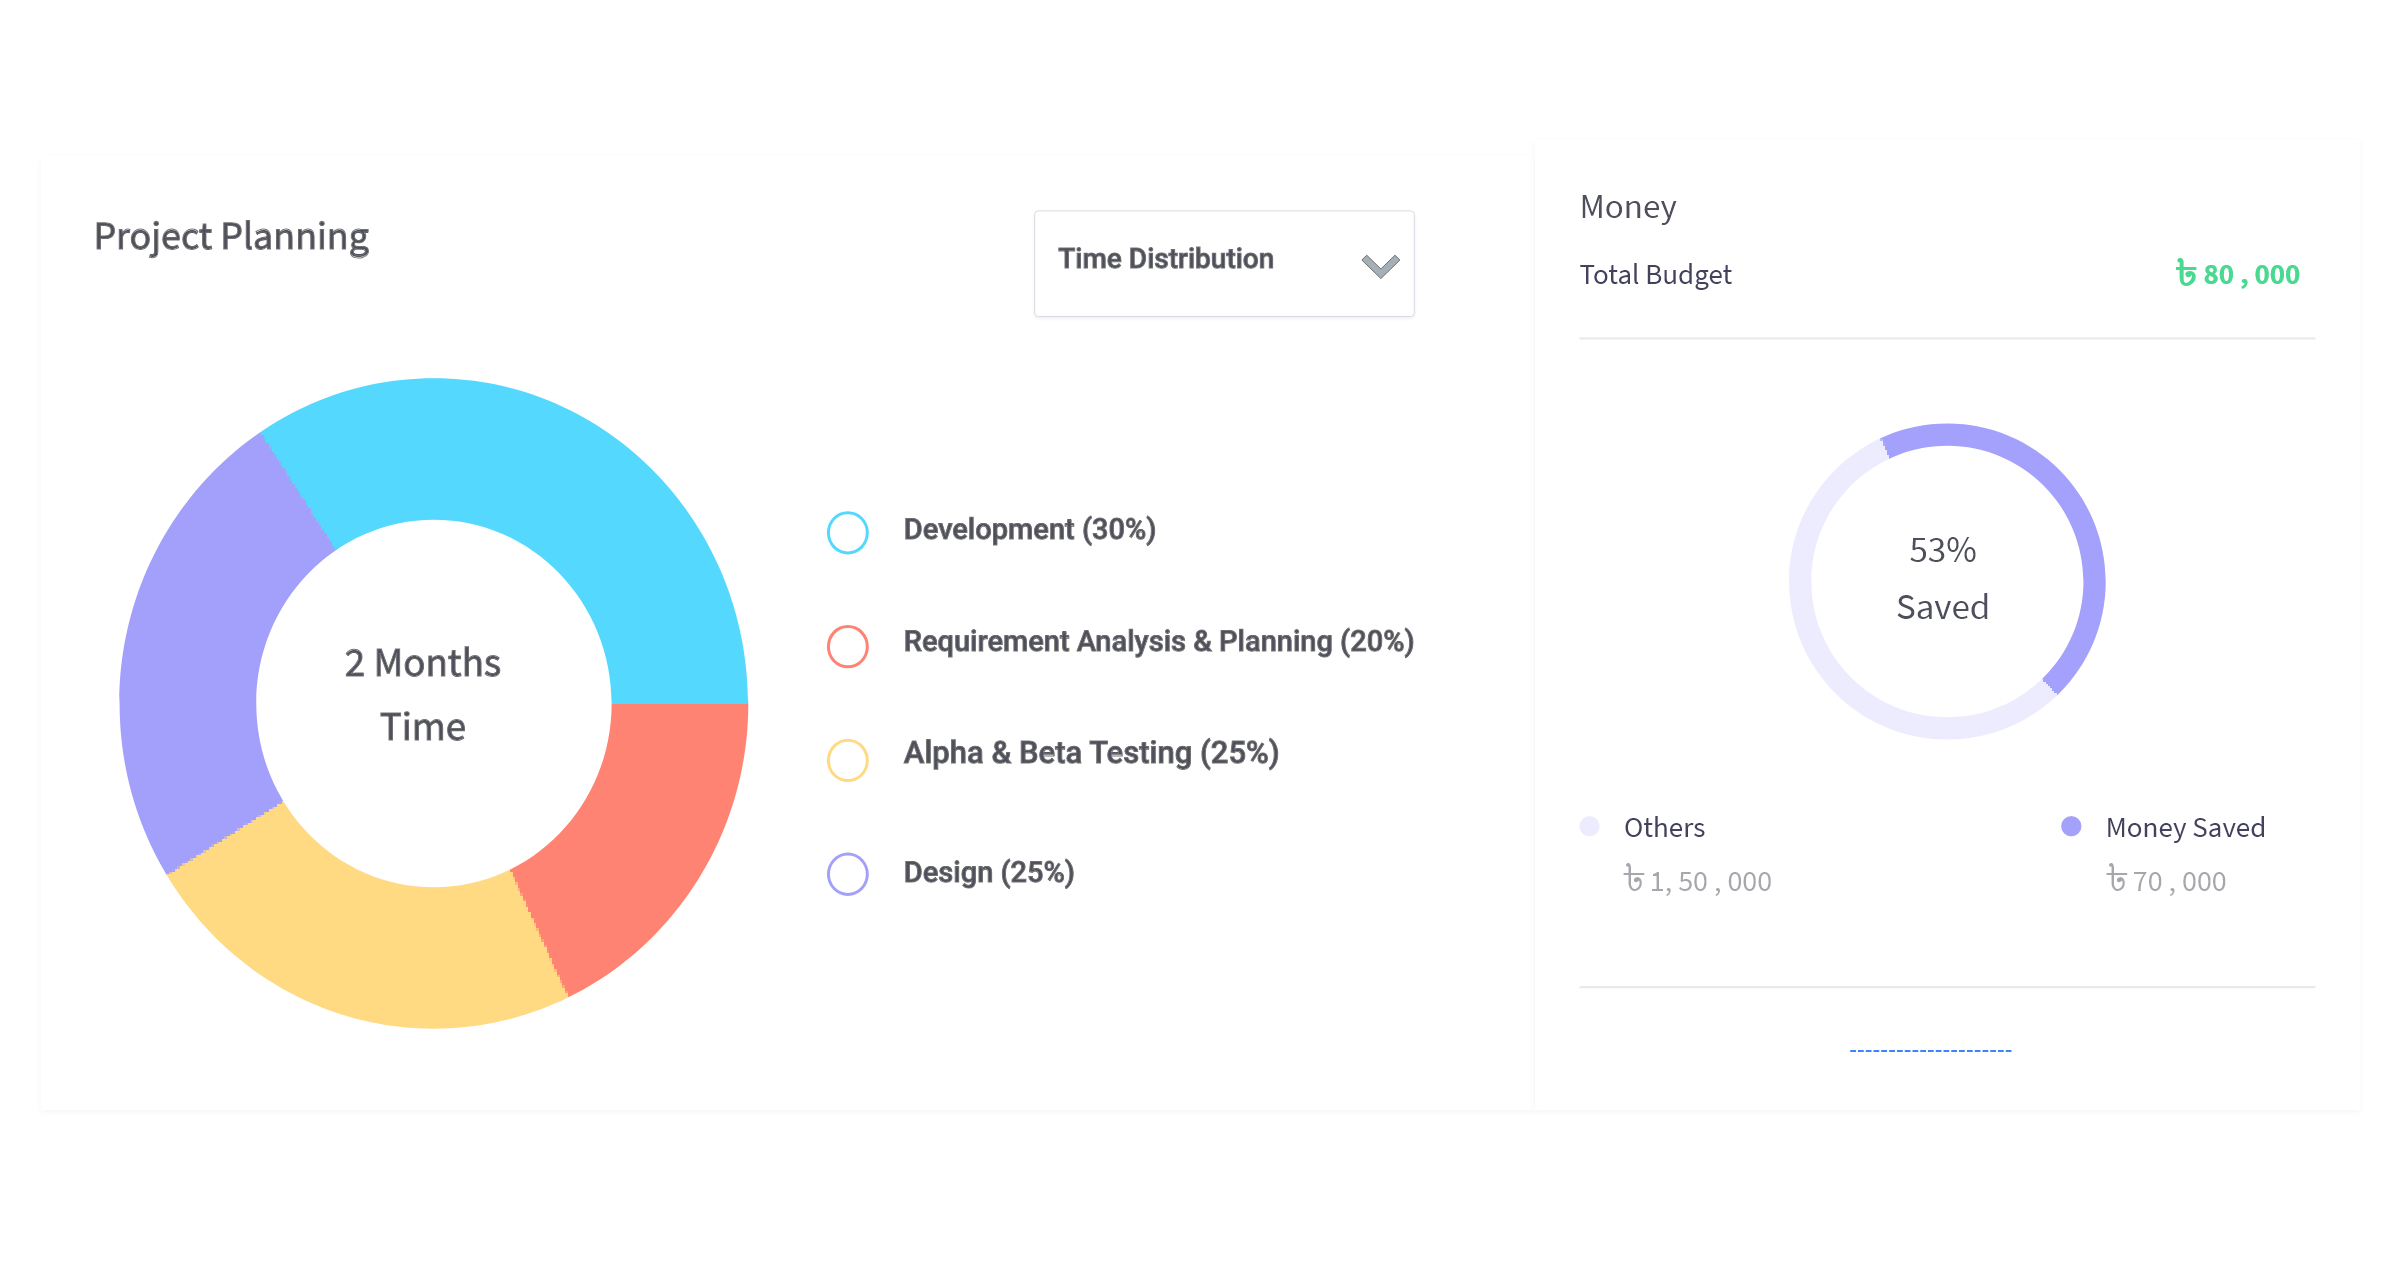 Project Planning
Time Distribution
2 Months
Time
Development (30%)
Requirement Analysis & Planning (20%)
Alpha & Beta Testing (25%)
Design (25%)
Money
Total Budget
৳ 80 , 000
53%
Saved
Others
৳ 1, 50 , 000
Money Saved
৳ 70 , 000